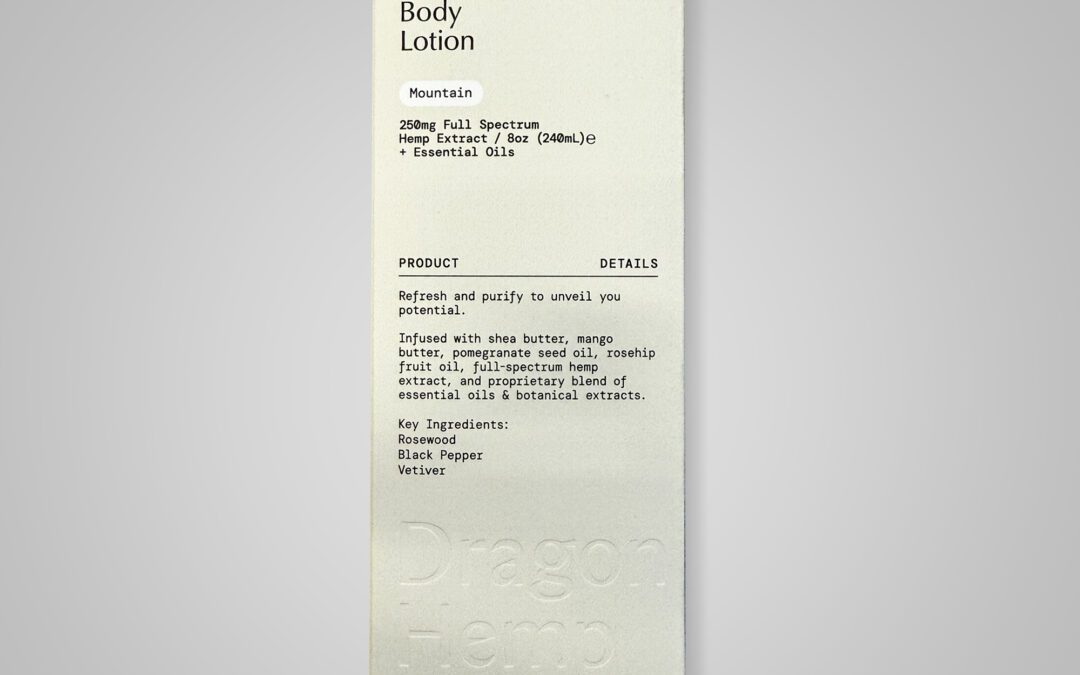 Body
Lotion
Mountain
250mg Full Spectrum
Hemp Extract / 8oz (240mL)℮
+ Essential Oils
PRODUCT DETAILS
Refresh and purify to unveil you
potential.
Infused with shea butter, mango
butter, pomegranate seed oil, rosehip
fruit oil, full-spectrum hemp
extract, and proprietary blend of
essential oils & botanical extracts.
Key Ingredients:
Rosewood
Black Pepper
Vetiver
Dragon
Hemp